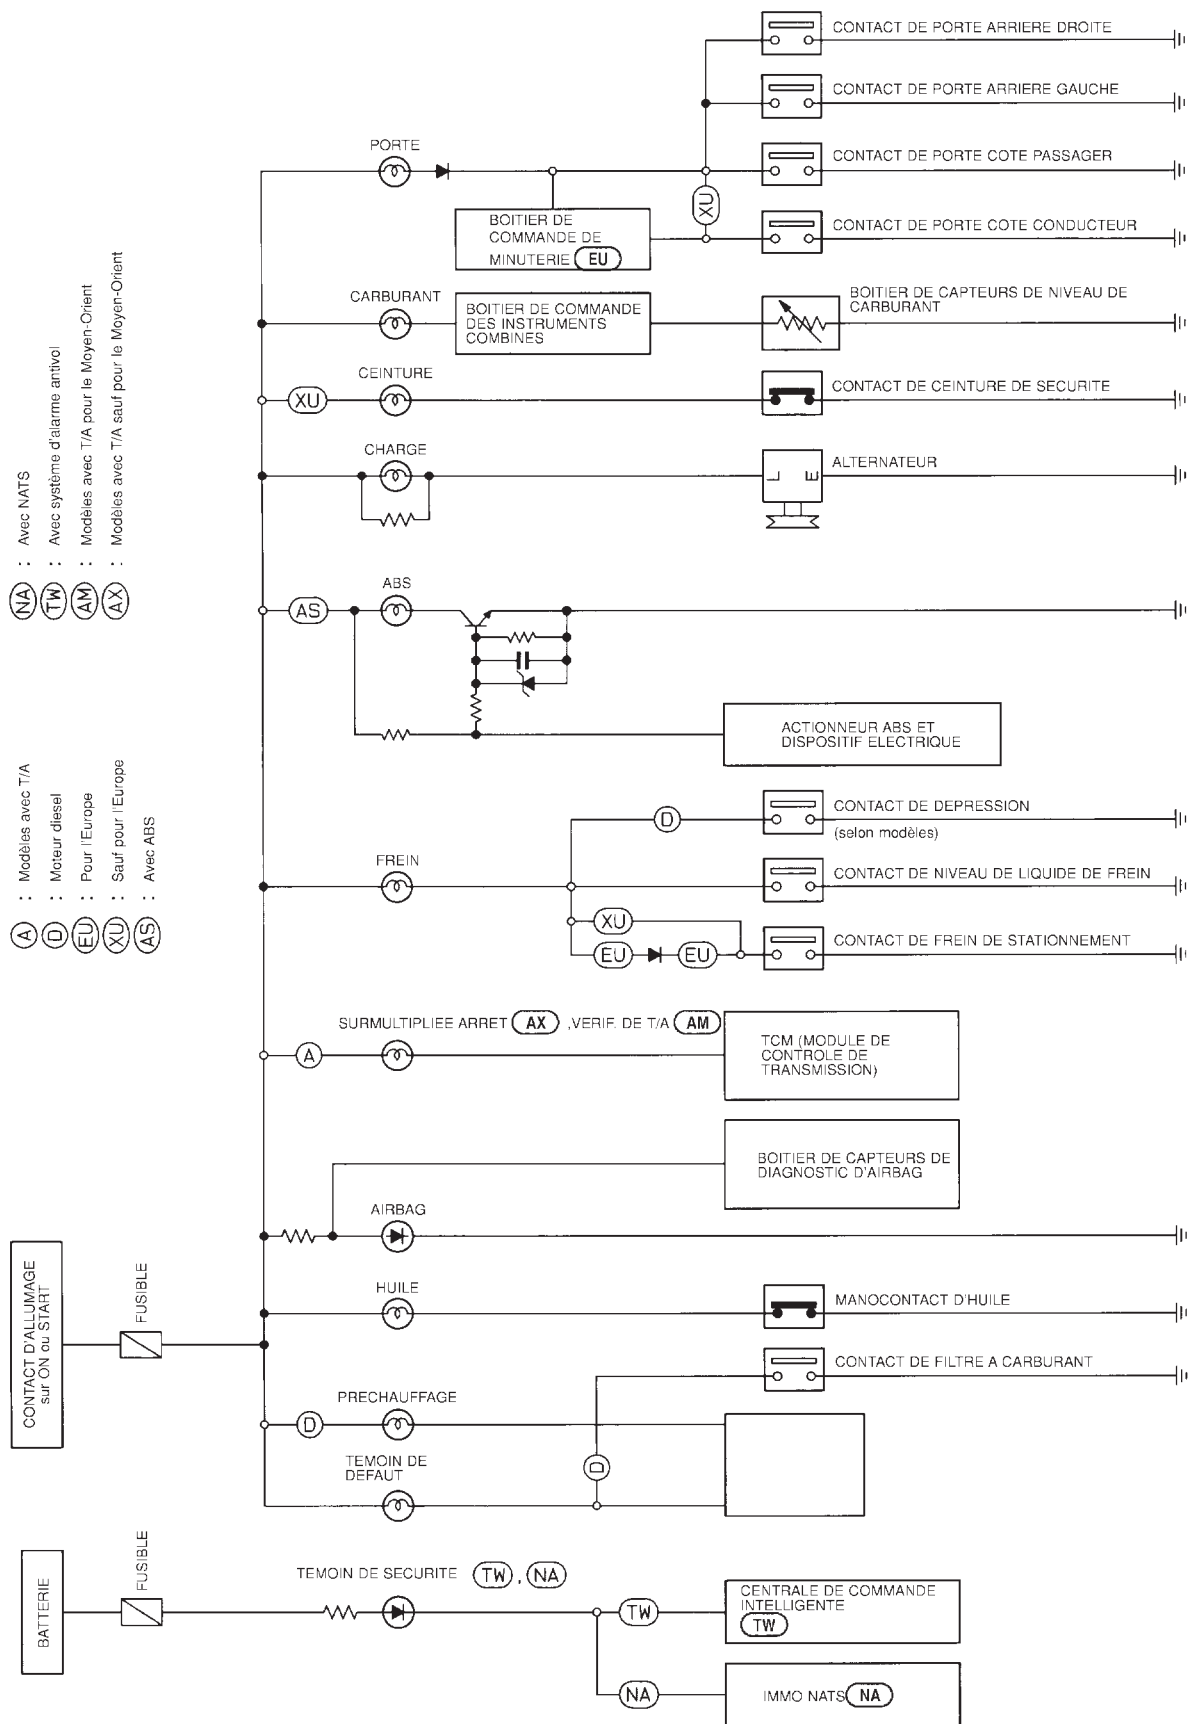 CONTACT DE PORTE ARRIERE DROITE
CONTACT DE PORTE ARRIERE GAUCHE
PORTE
CONTACT DE PORTE COTE PASSAGER
XU
BOITIER DE
COMMANDE DE
MINUTERIE EU
CONTACT DE PORTE COTE CONDUCTEUR
CARBURANT
BOITIER DE COMMANDE
DES INSTRUMENTS
COMBINES
BOITIER DE CAPTEURS DE NIVEAU DE
CARBURANT
CEINTURE
XU
CONTACT DE CEINTURE DE SECURITE
CHARGE
L E
ALTERNATEUR
NA : Avec NATS
TW : Avec système d'alarme antivol
AM : Modèles avec T/A pour le Moyen-Orient
AX : Modèles avec T/A sauf pour le Moyen-Orient
ABS
AS
ACTIONNEUR ABS ET
DISPOSITIF ELECTRIQUE
A : Modèles avec T/A
D : Moteur diesel
EU : Pour l'Europe
XU : Sauf pour l'Europe
AS : Avec ABS
D
CONTACT DE DEPRESSION
(selon modèles)
FREIN
CONTACT DE NIVEAU DE LIQUIDE DE FREIN
XU
EU EU
CONTACT DE FREIN DE STATIONNEMENT
SURMULTIPLIEE ARRET AX ,VERIF. DE T/A AM
A
TCM (MODULE DE
CONTROLE DE
TRANSMISSION)
BOITIER DE CAPTEURS DE
DIAGNOSTIC D'AIRBAG
AIRBAG
CONTACT D'ALLUMAGE
sur ON ou START
FUSIBLE
HUILE
MANOCONTACT D'HUILE
CONTACT DE FILTRE A CARBURANT
PRECHAUFFAGE
D
TEMOIN DE
DEFAUT
D
BATTERIE
FUSIBLE
TEMOIN DE SECURITE TW , NA
TW
CENTRALE DE COMMANDE
INTELLIGENTE
TW
NA
IMMO NATS NA